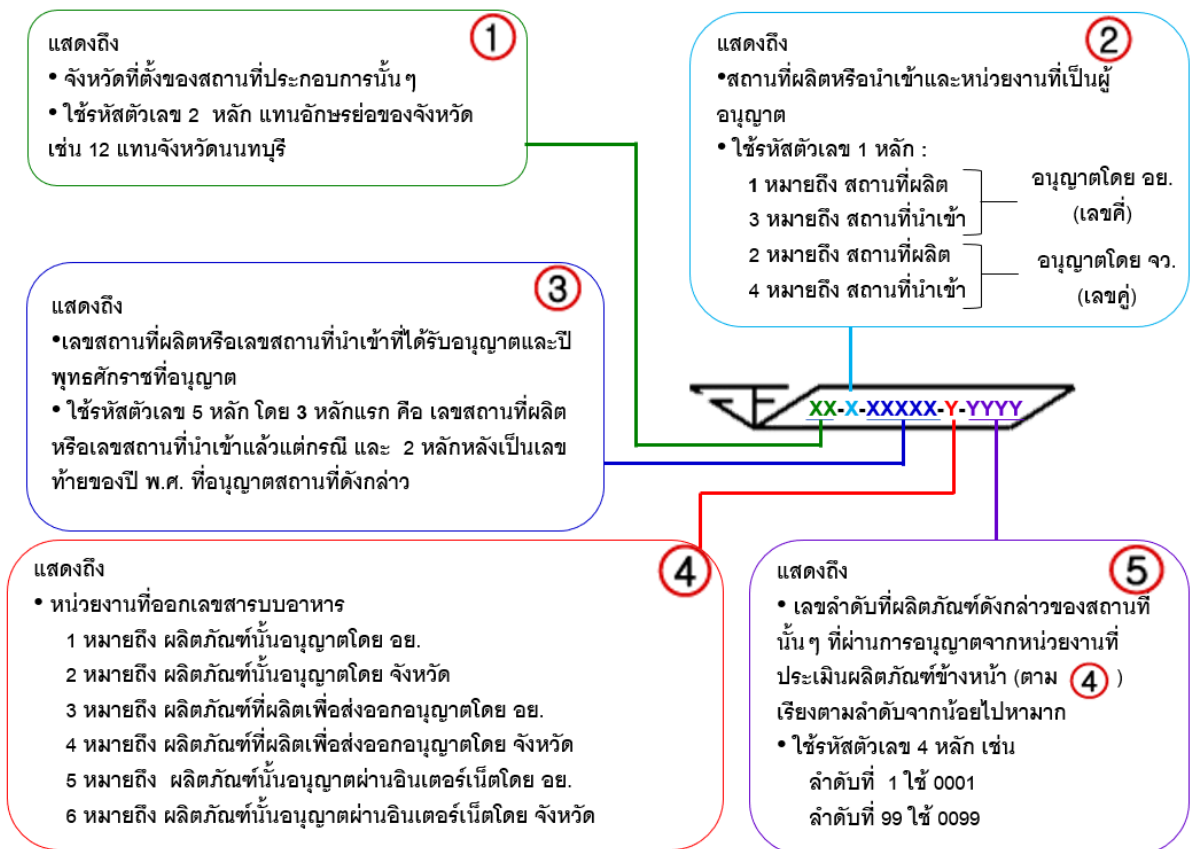 ①
แสดงถึง
• จังหวัดที่ตั้งของสถานที่ประกอบการนั้นๆ
• ใช้รหัสตัวเลข 2 หลัก แทนอักษรย่อของจังหวัด
เช่น 12 แทนจังหวัดนนทบุรี
②
แสดงถึง
•สถานที่ผลิตหรือนำเข้าและหน่วยงานที่เป็นผู้
อนุญาต
• ใช้รหัสตัวเลข 1 หลัก :
1 หมายถึง สถานที่ผลิต
3 หมายถึง สถานที่นำเข้า
อนุญาตโดย อย.
(เลขคี่)
2 หมายถึง สถานที่ผลิต
4 หมายถึง สถานที่นำเข้า
อนุญาตโดย จว.
(เลขคู่)
③
แสดงถึง
•เลขสถานที่ผลิตหรือเลขสถานที่นำเข้าที่ได้รับอนุญาตและปี
พุทธศักราชที่อนุญาต
• ใช้รหัสตัวเลข 5 หลัก โดย 3 หลักแรก คือ เลขสถานที่ผลิต
หรือเลขสถานที่นำเข้าแล้วแต่กรณี และ 2 หลักหลังเป็นเลข
ท้ายของปี พ.ศ. ที่อนุญาตสถานที่ดังกล่าว
XX-X-XXXXX-Y-YYYY
④
แสดงถึง
• หน่วยงานที่ออกเลขสารบบอาหาร
1 หมายถึง ผลิตภัณฑ์นั้นอนุญาตโดย อย.
2 หมายถึง ผลิตภัณฑ์นั้นอนุญาตโดย จังหวัด
3 หมายถึง ผลิตภัณฑ์ที่ผลิตเพื่อส่งออกอนุญาตโดย อย.
4 หมายถึง ผลิตภัณฑ์ที่ผลิตเพื่อส่งออกอนุญาตโดย จังหวัด
5 หมายถึง ผลิตภัณฑ์นั้นอนุญาตผ่านอินเตอร์เน็ตโดย อย.
6 หมายถึง ผลิตภัณฑ์นั้นอนุญาตผ่านอินเตอร์เน็ตโดย จังหวัด
⑤
แสดงถึง
• เลขลำดับที่ผลิตภัณฑ์ดังกล่าวของสถานที่
นั้นๆ ที่ผ่านการอนุญาตจากหน่วยงานที่
ประเมินผลิตภัณฑ์ข้างหน้า (ตาม ④ )
เรียงตามลำดับจากน้อยไปหามาก
• ใช้รหัสตัวเลข 4 หลัก เช่น
ลำดับที่ 1 ใช้ 0001
ลำดับที่ 99 ใช้ 0099